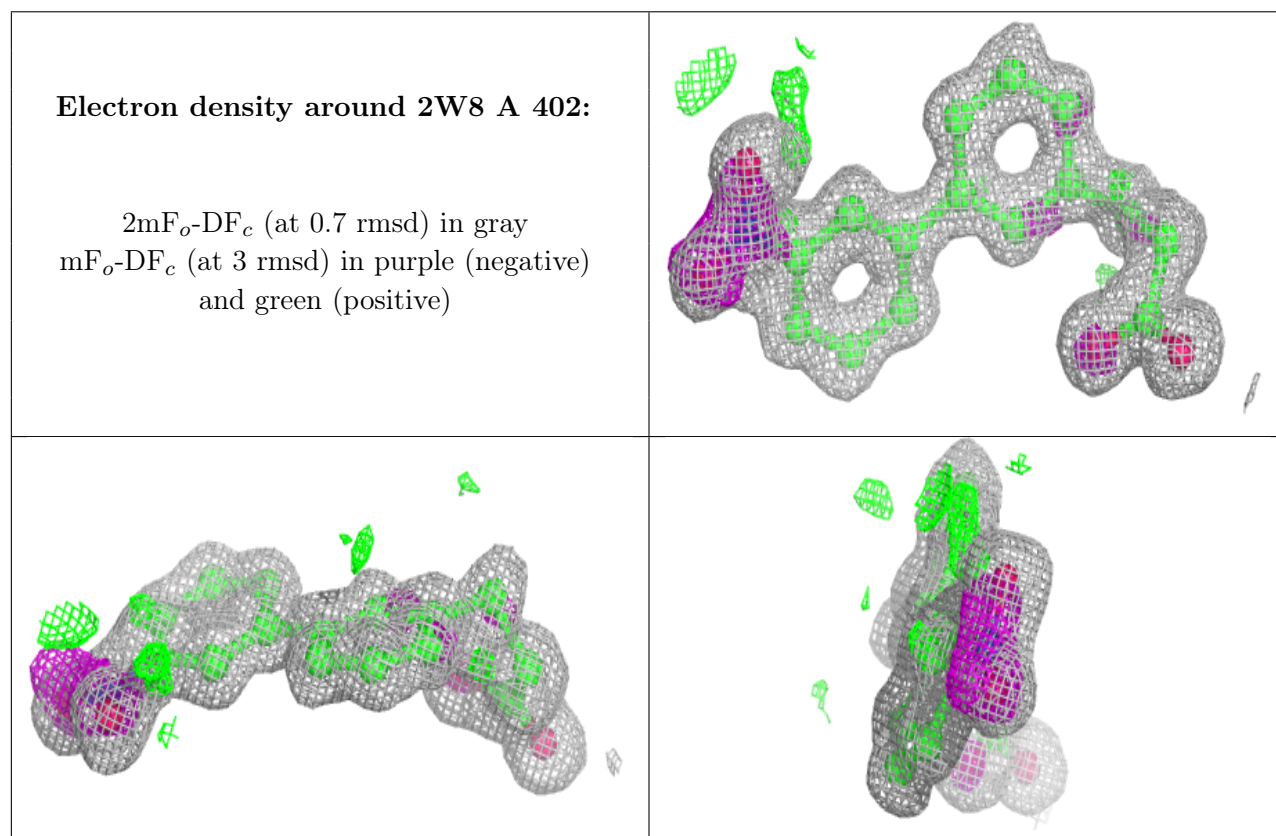 Electron density around 2W8 A 402:
2mFo-DFc (at 0.7 rmsd) in gray
mFo-DFc (at 3 rmsd) in purple (negative)
and green (positive)